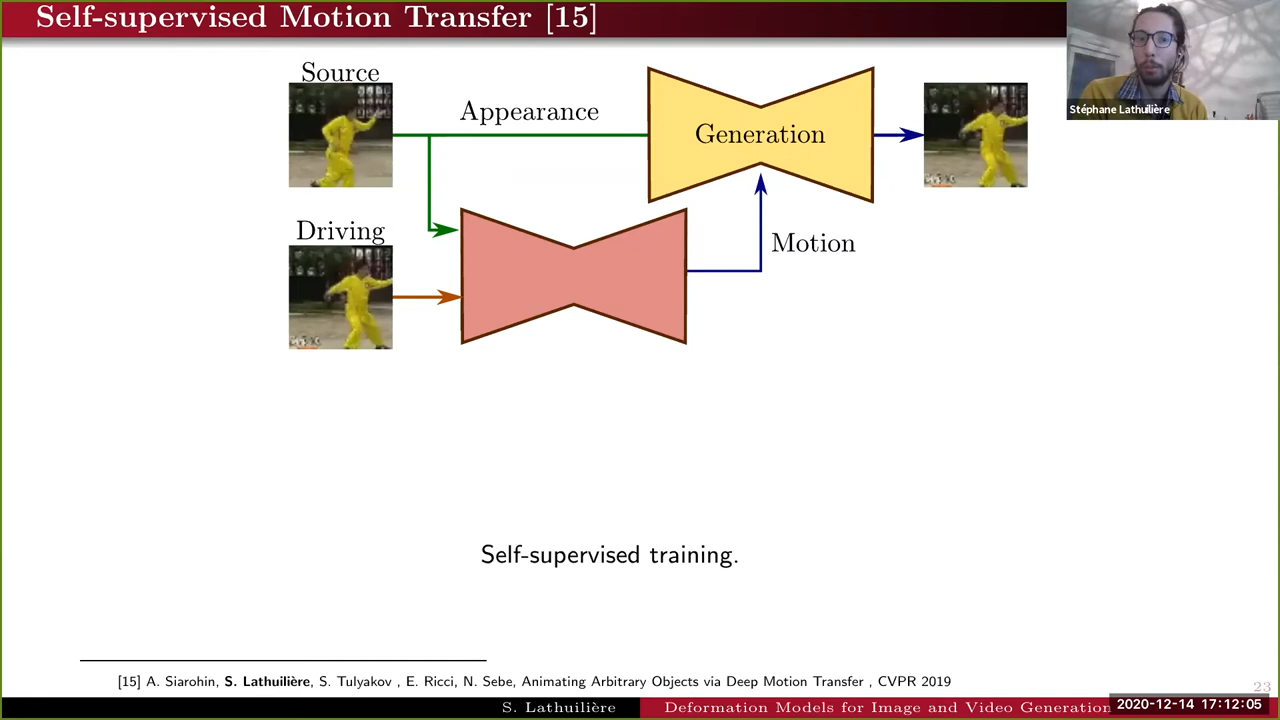 Self-supervised Motion Transfer [15]
Stéphane Lathuilière
Source
Appearance
Generation
Driving
Motion
Self-supervised training.
[15] A. Siarohin, S. Lathuilière, S. Tulyakov , E. Ricci, N. Sebe, Animating Arbitrary Objects via Deep Motion Transfer , CVPR 2019
23
S. Lathuilière
Deformation Models for Image and Video Generation
2020-12-14 17:12:05